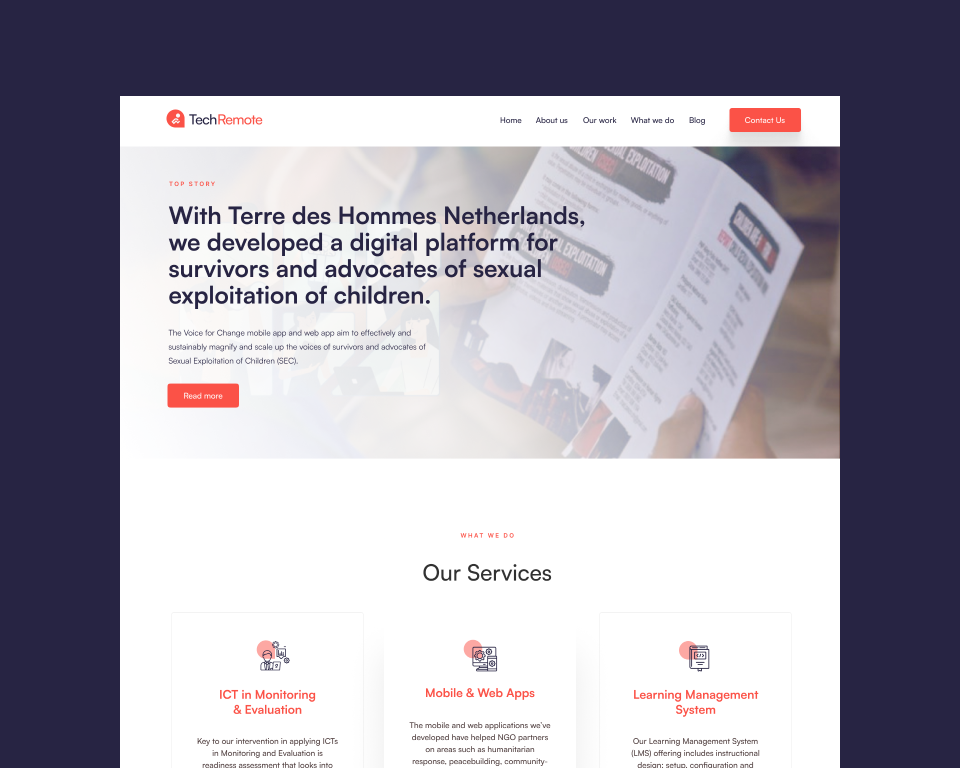 TechRemote
Home About us Our work What we do Blog Contact Us
TOP STORY
With Terre des Hommes Netherlands,
we developed a digital platform for
survivors and advocates of sexual
exploitation of children.
The Voice for Change mobile app and web app aim to effectively and
sustainably magnify and scale up the voices of survivors and advocates of
Sexual Exploitation of Children (SEC).
Read more
WHAT WE DO
Our Services
ICT in Monitoring
& Evaluation
Key to our intervention in applying ICTs
in Monitoring and Evaluation is
readiness assessment that looks into
Mobile & Web Apps
The mobile and web applications we've
developed have helped NGO partners
on areas such as humanitarian
response, peacebuilding, community-
Learning Management
System
Our Learning Management System
(LMS) offering includes instructional
design; setup, configuration and